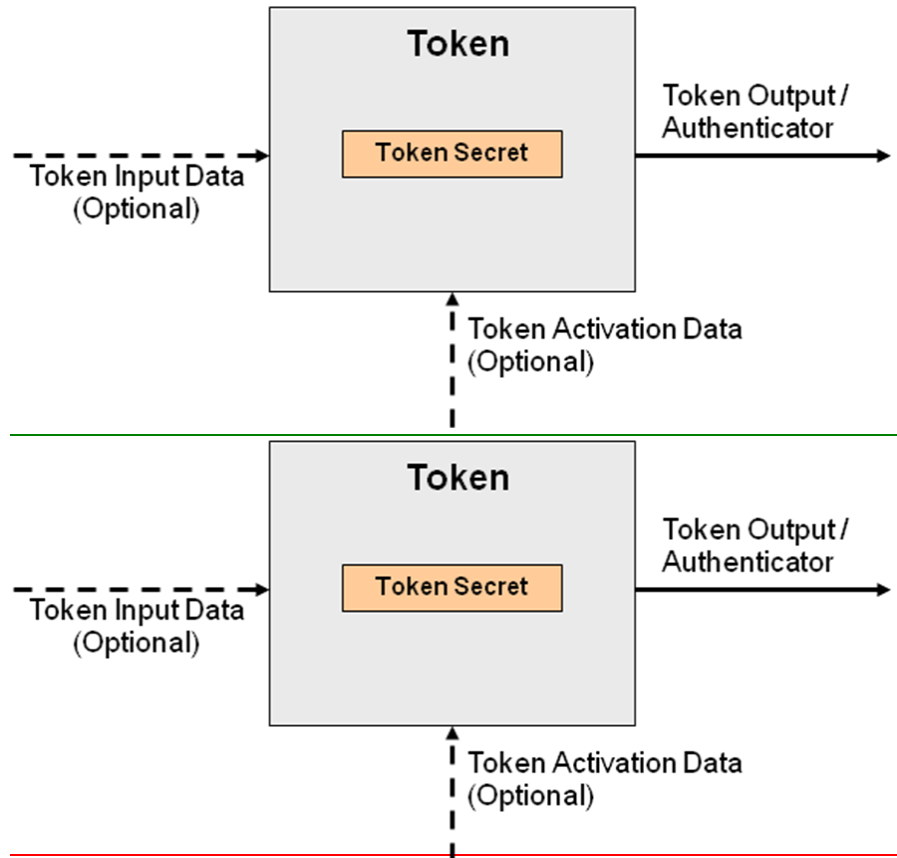 Token
Token Output /
Authenticator
Token Secret
Token Input Data
(Optional)
Token Activation Data
(Optional)
Token
Token Output /
Authenticator
Token Secret
Token Input Data
(Optional)
Token Activation Data
(Optional)